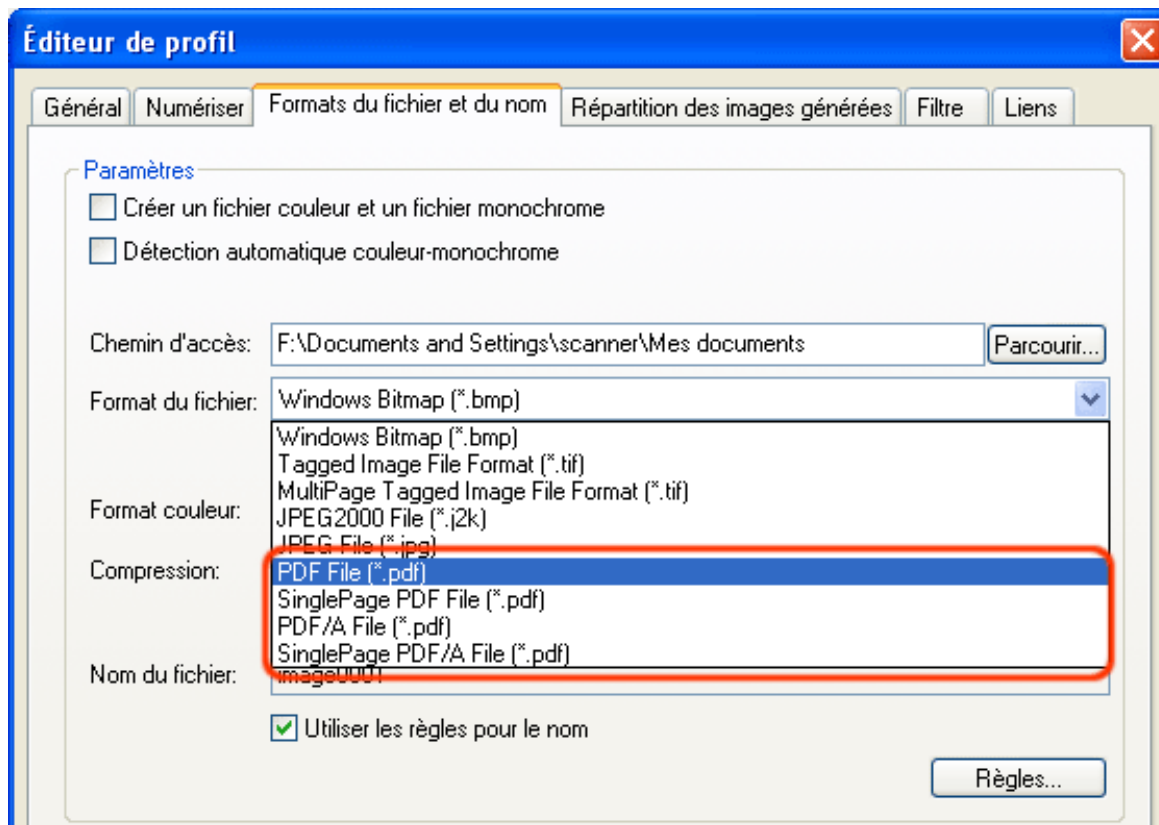 Éditeur de profil
Général Numériser Formats du fichier et du nom Répartition des images générées Filtre Liens
Paramètres
Créer un fichier couleur et un fichier monochrome
Détection automatique couleur-monochrome
Chemin d'accès: F:\Documents and Settings\scanner\Mes documents Parcourir...
Format du fichier: Windows Bitmap (*.bmp)
Windows Bitmap (*.bmp)
Tagged Image File Format (*.tif)
MultiPage Tagged Image File Format (*.tif)
Format couleur:
JPEG2000 File (*.j2k)
JPEG File (*.jpg)
Compression:
PDF File (*.pdf)
SinglePage PDF File (*.pdf)
PDF/A File (*.pdf)
SinglePage PDF/A File (*.pdf)
Nom du fichier: image0001
Utiliser les règles pour le nom
Règles...